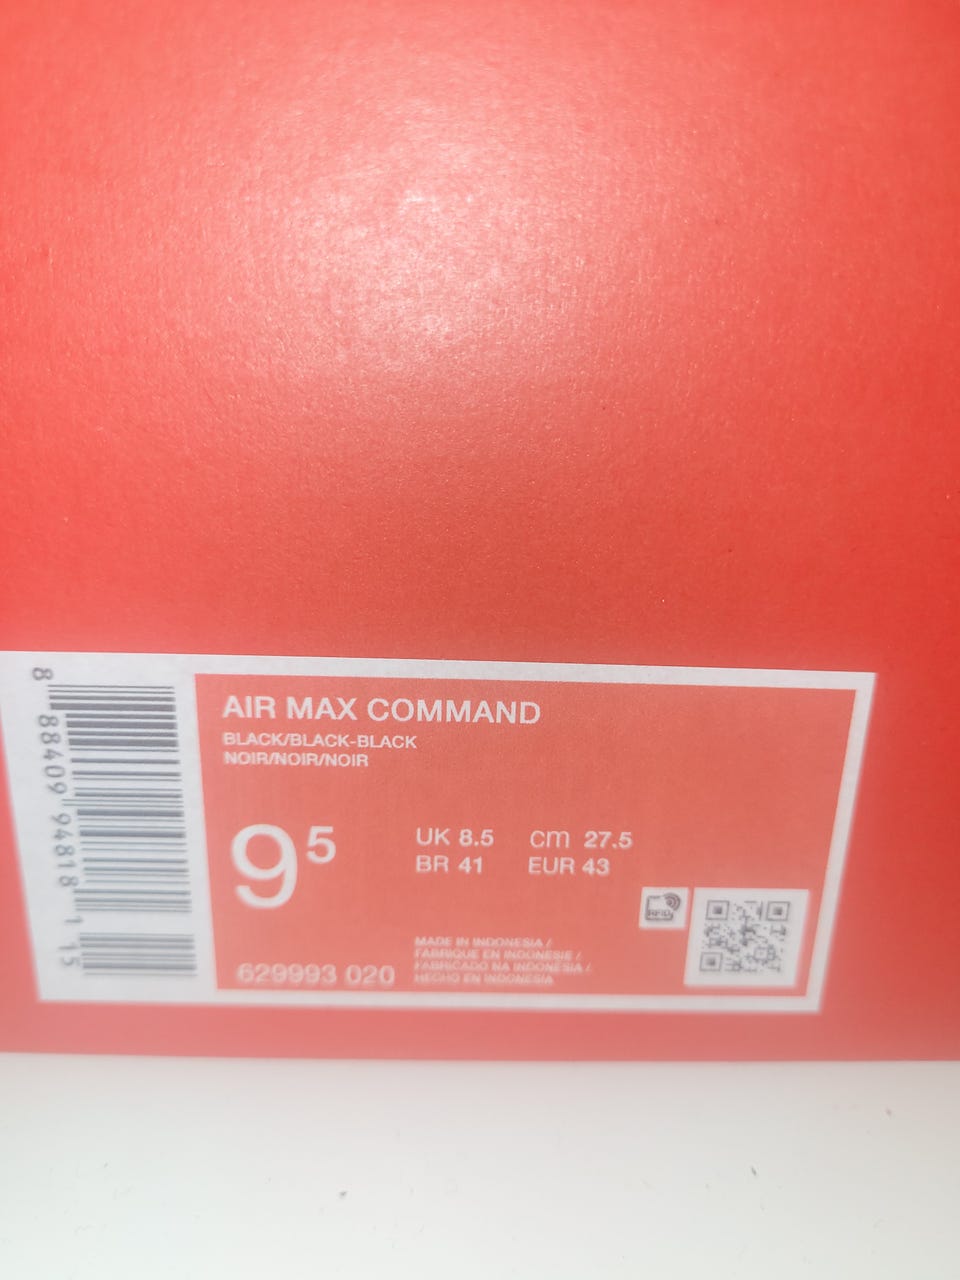 AIR MAX COMMAND
BLACK/BLACK-BLACK
NOIR/NOIR/NOIR
9⁵
UK 8.5 cm 27.5
BR 41 EUR 43
RFID
MADE IN INDONESIA /
FABRIQUE EN INDONESIE /
FABRICADO NA INDONESIA /
HECHO EN INDONESIA
629993 020
8 88409 94818 1 15